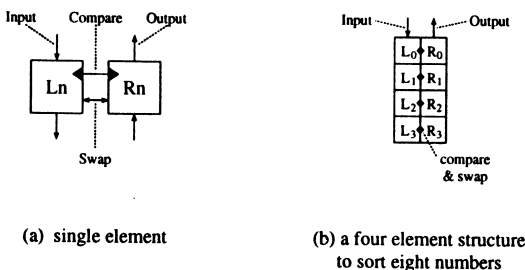 Input Compare Output
Ln Rn
Swap
(a) single element
Input Output
L0 R0
L1 R1
L2 R2
L3 R3
compare
& swap
(b) a four element structure
to sort eight numbers